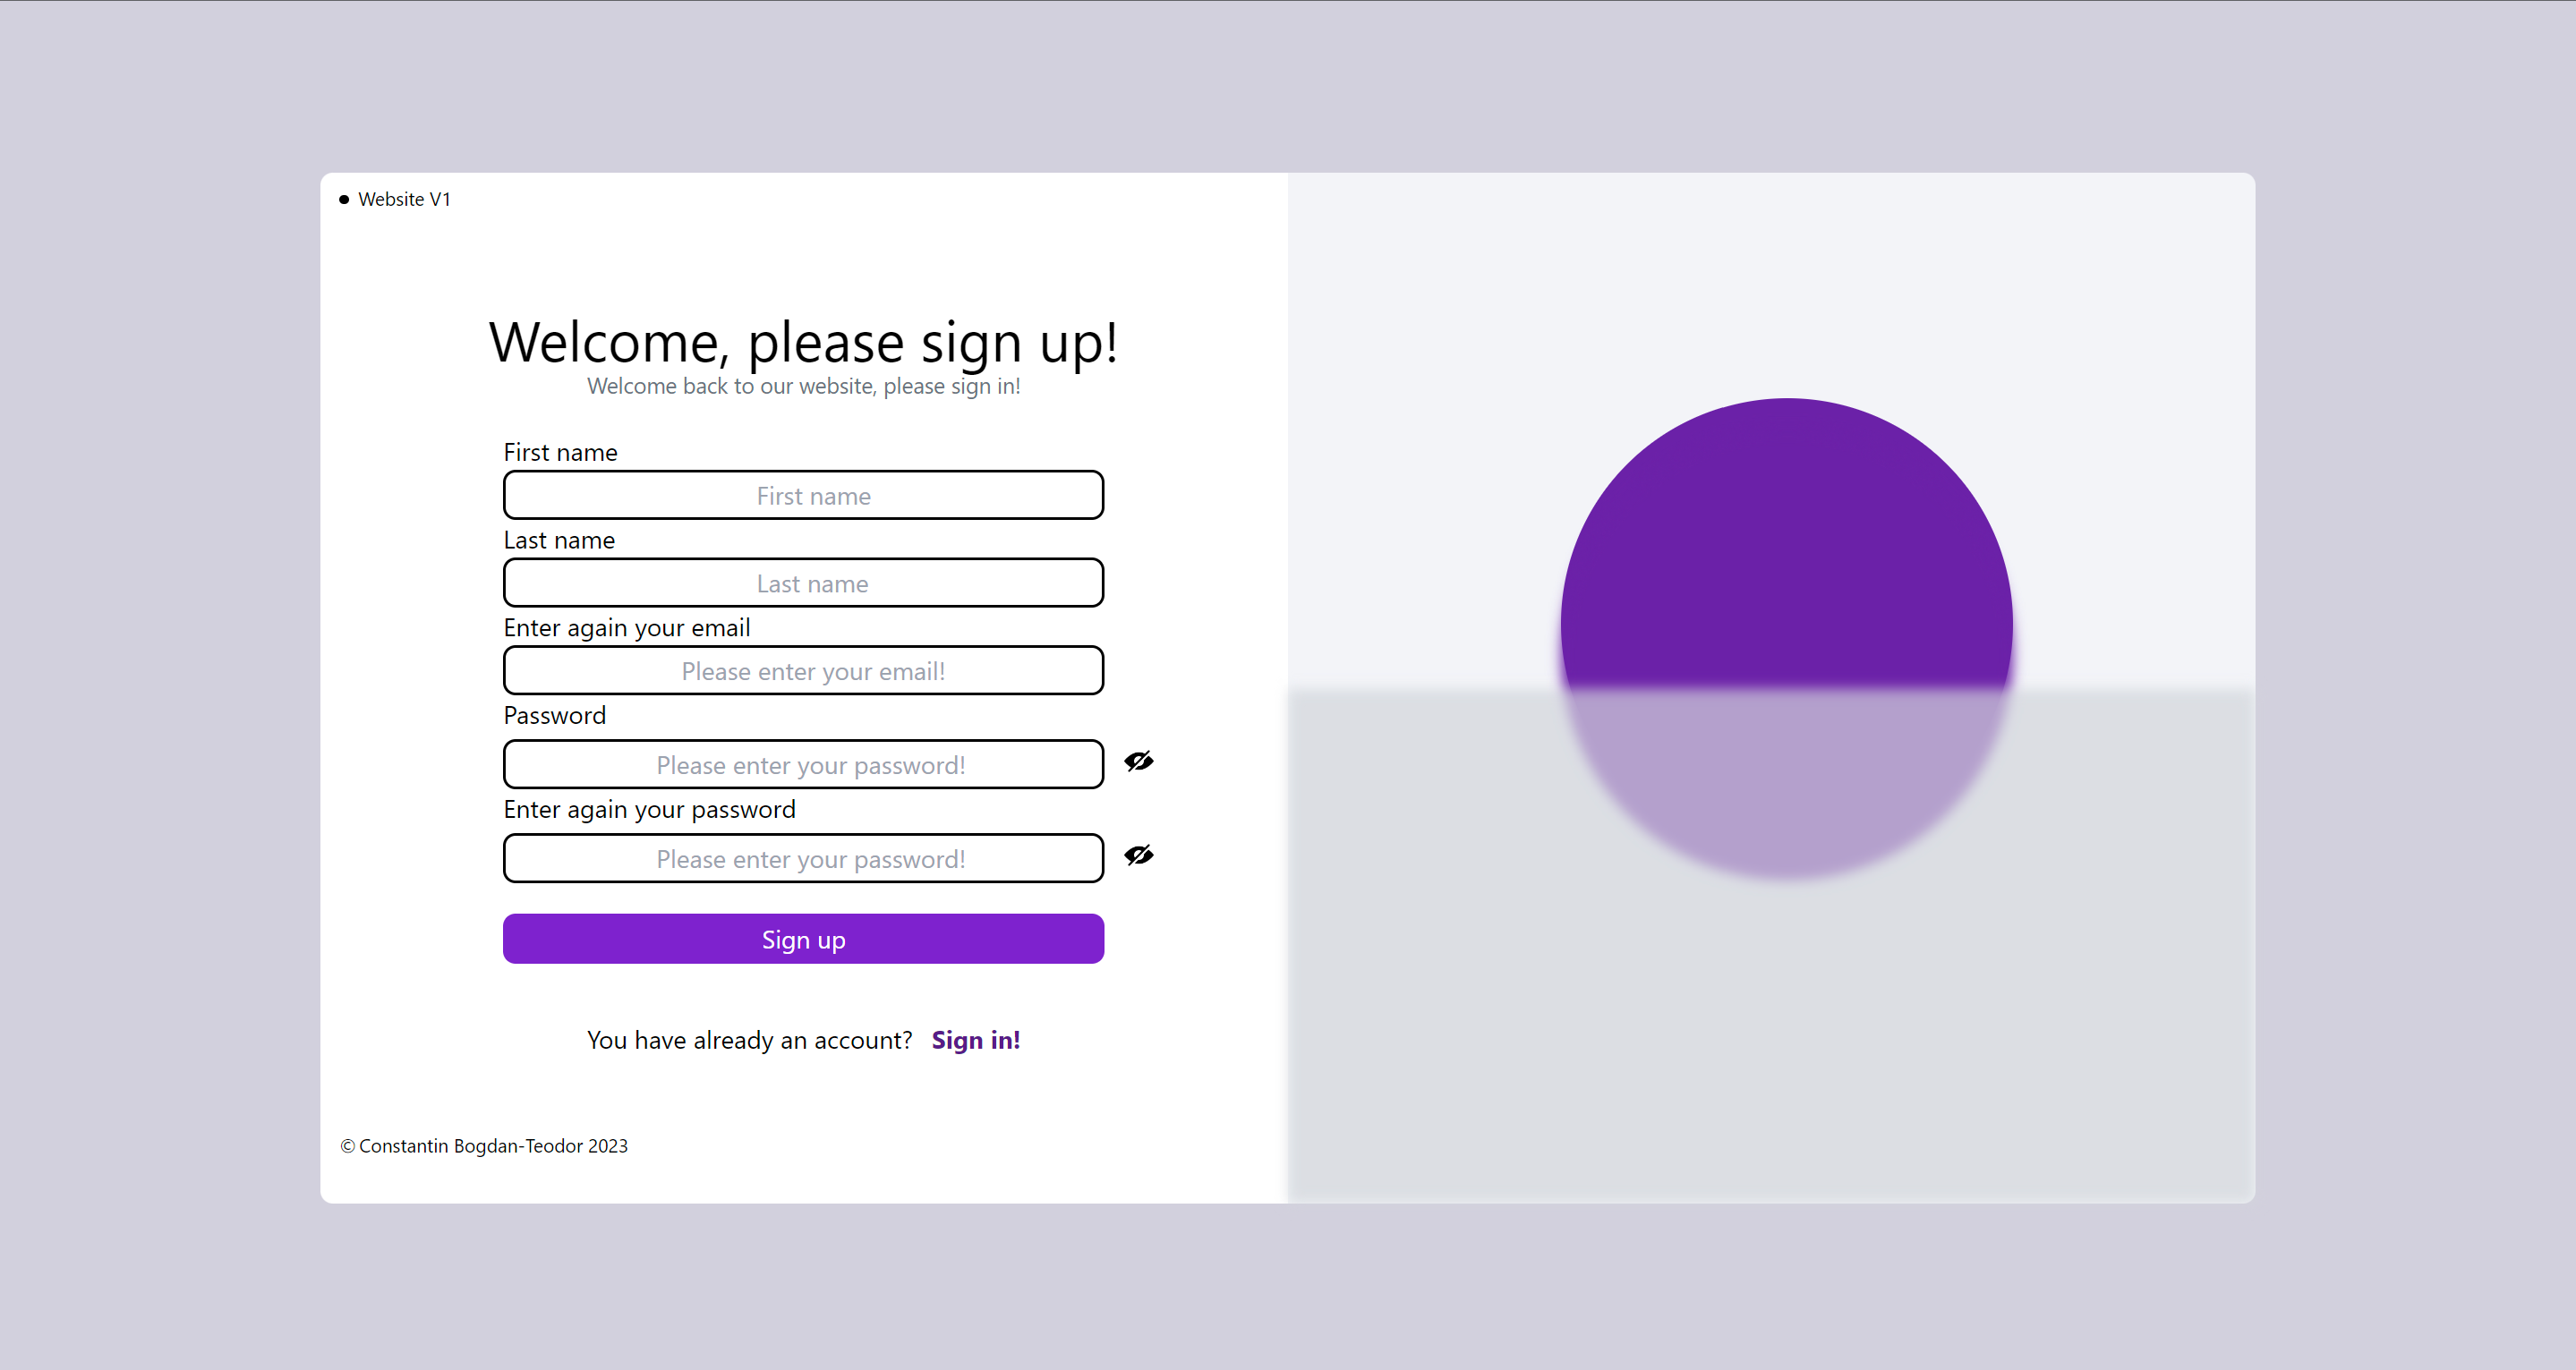 Website V1
Welcome, please sign up!
Welcome back to our website, please sign in!
First name
First name
Last name
Last name
Enter again your email
Please enter your email!
Password
Please enter your password!
Enter again your password
Please enter your password!
Sign up
You have already an account? Sign in!
© Constantin Bogdan-Teodor 2023